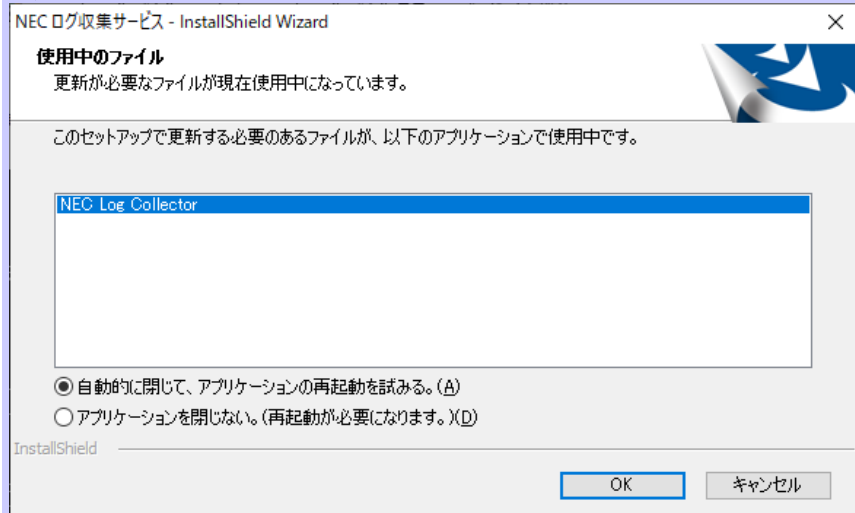 NEC ログ収集サービス - InstallShield Wizard
使用中のファイル
更新が必要なファイルが現在使用中になっています。
このセットアップで更新する必要のあるファイルが、以下のアプリケーションで使用中です。
NEC Log Collector
自動的に閉じて、アプリケーションの再起動を試みる。(A)
アプリケーションを閉じない。(再起動が必要になります。)(D)
InstallShield
OK
キャンセル